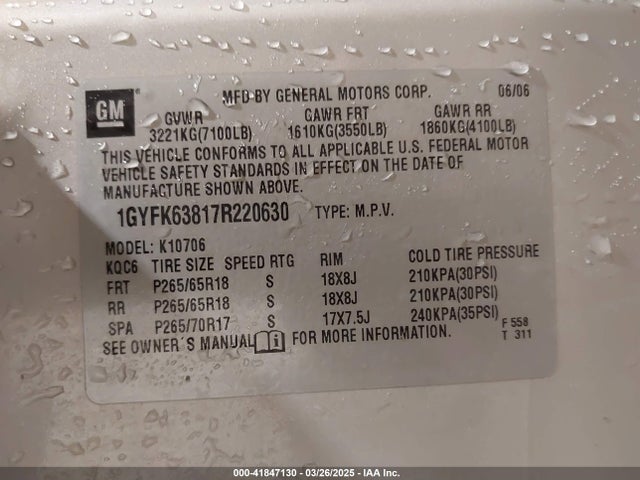 GM
MFD BY GENERAL MOTORS CORP. 06/06
GVWR GAWR FRT GAWR RR
3221KG(7100LB) 1610KG(3550LB) 1860KG(4100LB)
THIS VEHICLE CONFORMS TO ALL APPLICABLE U.S. FEDERAL MOTOR
VEHICLE SAFETY STANDARDS IN EFFECT ON THE DATE OF
MANUFACTURE SHOWN ABOVE.
1GYFK63817R220630 TYPE: M.P.V.
MODEL: K10706
KQC6 TIRE SIZE SPEED RTG RIM COLD TIRE PRESSURE
FRT P265/65R18 S 18X8J 210KPA(30PSI)
RR P265/65R18 S 18X8J 210KPA(30PSI)
SPA P265/70R17 S 17X7.5J 240KPA(35PSI) F 558
SEE OWNER´S MANUAL i FOR MORE INFORMATION. T 311
000-41847130 — 03/26/2025 — IAA Inc.